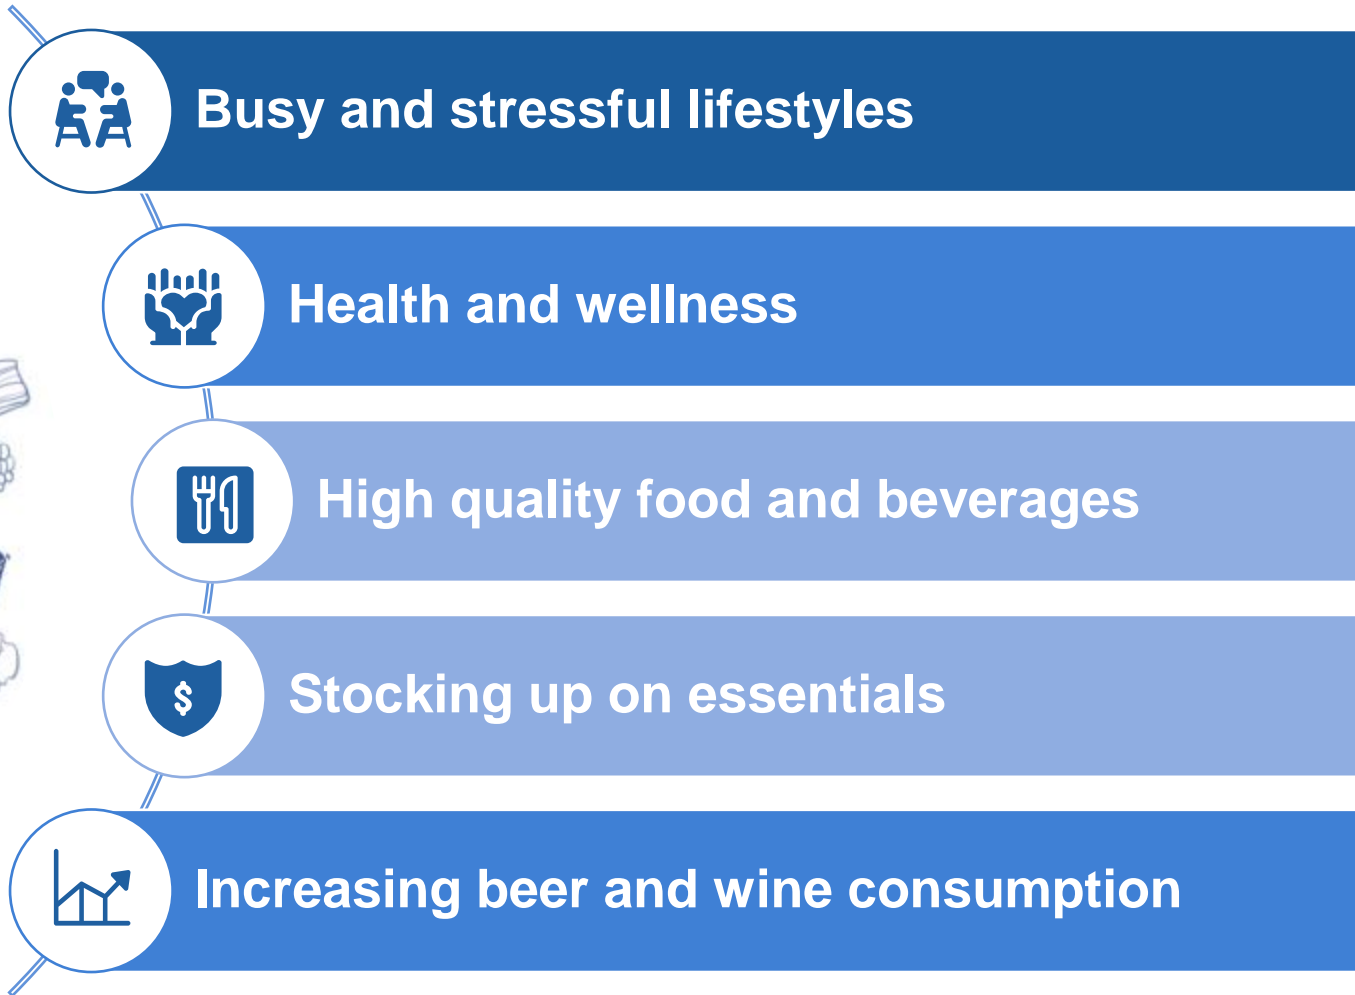 Busy and stressful lifestyles
Health and wellness
High quality food and beverages
$
Stocking up on essentials
Increasing beer and wine consumption